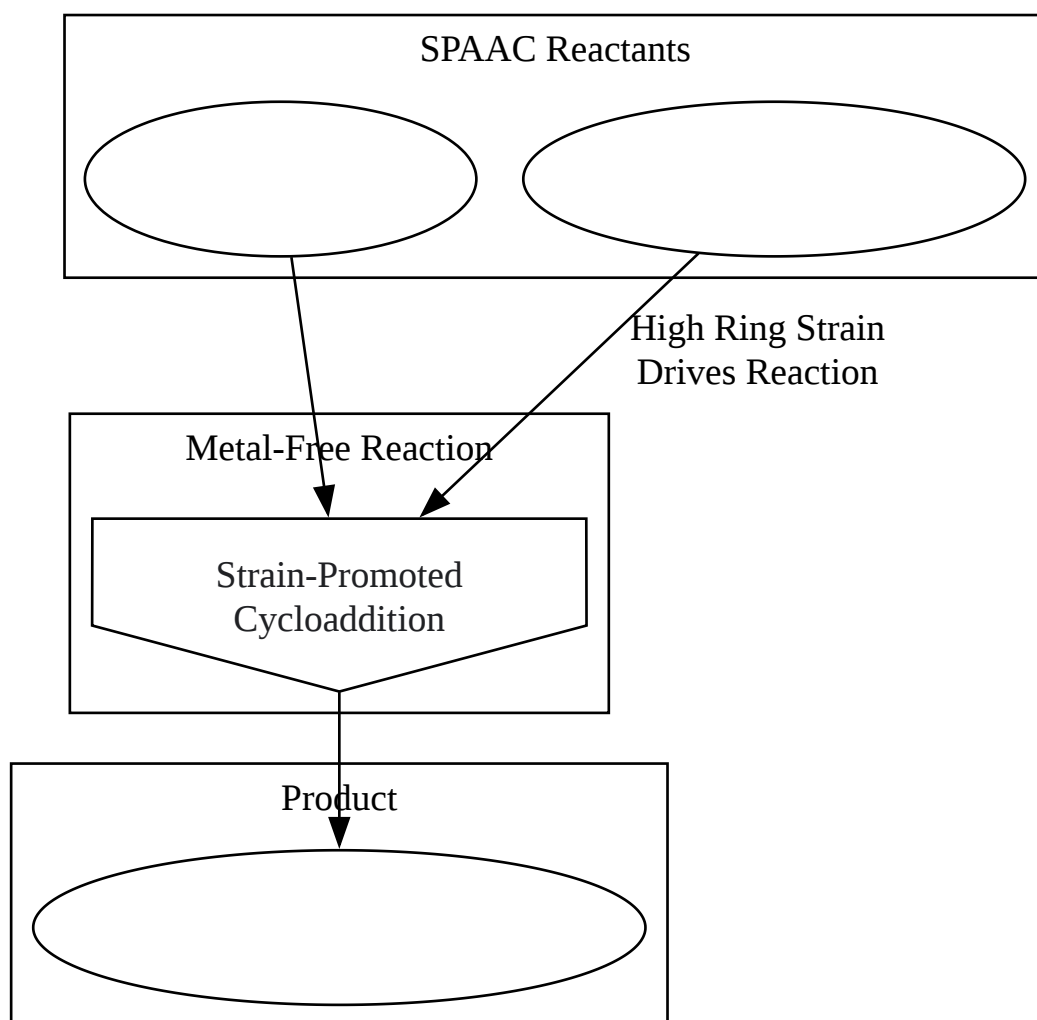 SPAAC Reactants
High Ring Strain
Drives Reaction
Metal-Free Reaction
Strain-Promoted
Cycloaddition
Product